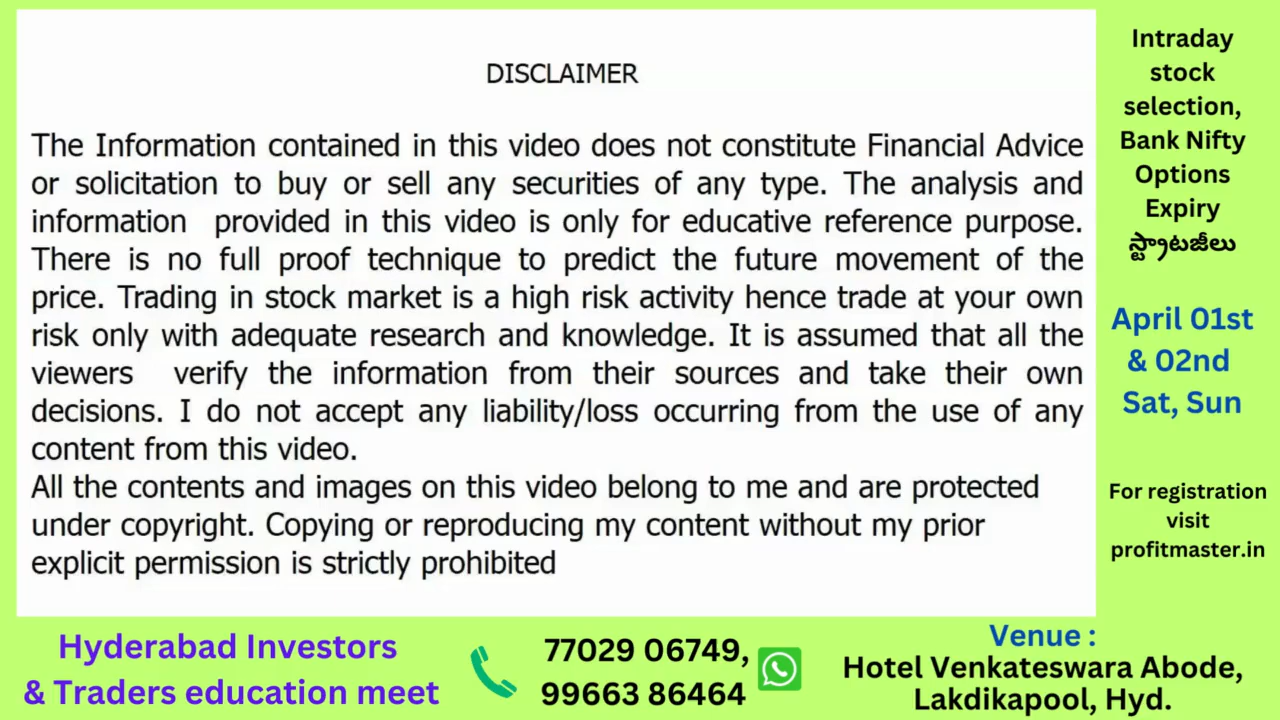 DISCLAIMER
The Information contained in this video does not constitute Financial Advice
or solicitation to buy or sell any securities of any type. The analysis and
information provided in this video is only for educative reference purpose.
There is no full proof technique to predict the future movement of the
price. Trading in stock market is a high risk activity hence trade at your own
risk only with adequate research and knowledge. It is assumed that all the
viewers verify the information from their sources and take their own
decisions. I do not accept any liability/loss occurring from the use of any
content from this video.
All the contents and images on this video belong to me and are protected
under copyright. Copying or reproducing my content without my prior
explicit permission is strictly prohibited
Intraday
stock
selection,
Bank Nifty
Options
Expiry
స్ట్రాటజీలు
April 01st
& 02nd
Sat, Sun
For registration
visit
profitmaster.in
Hyderabad Investors
& Traders education meet
77029 06749,
99663 86464
Venue :
Hotel Venkateswara Abode,
Lakdikapool, Hyd.